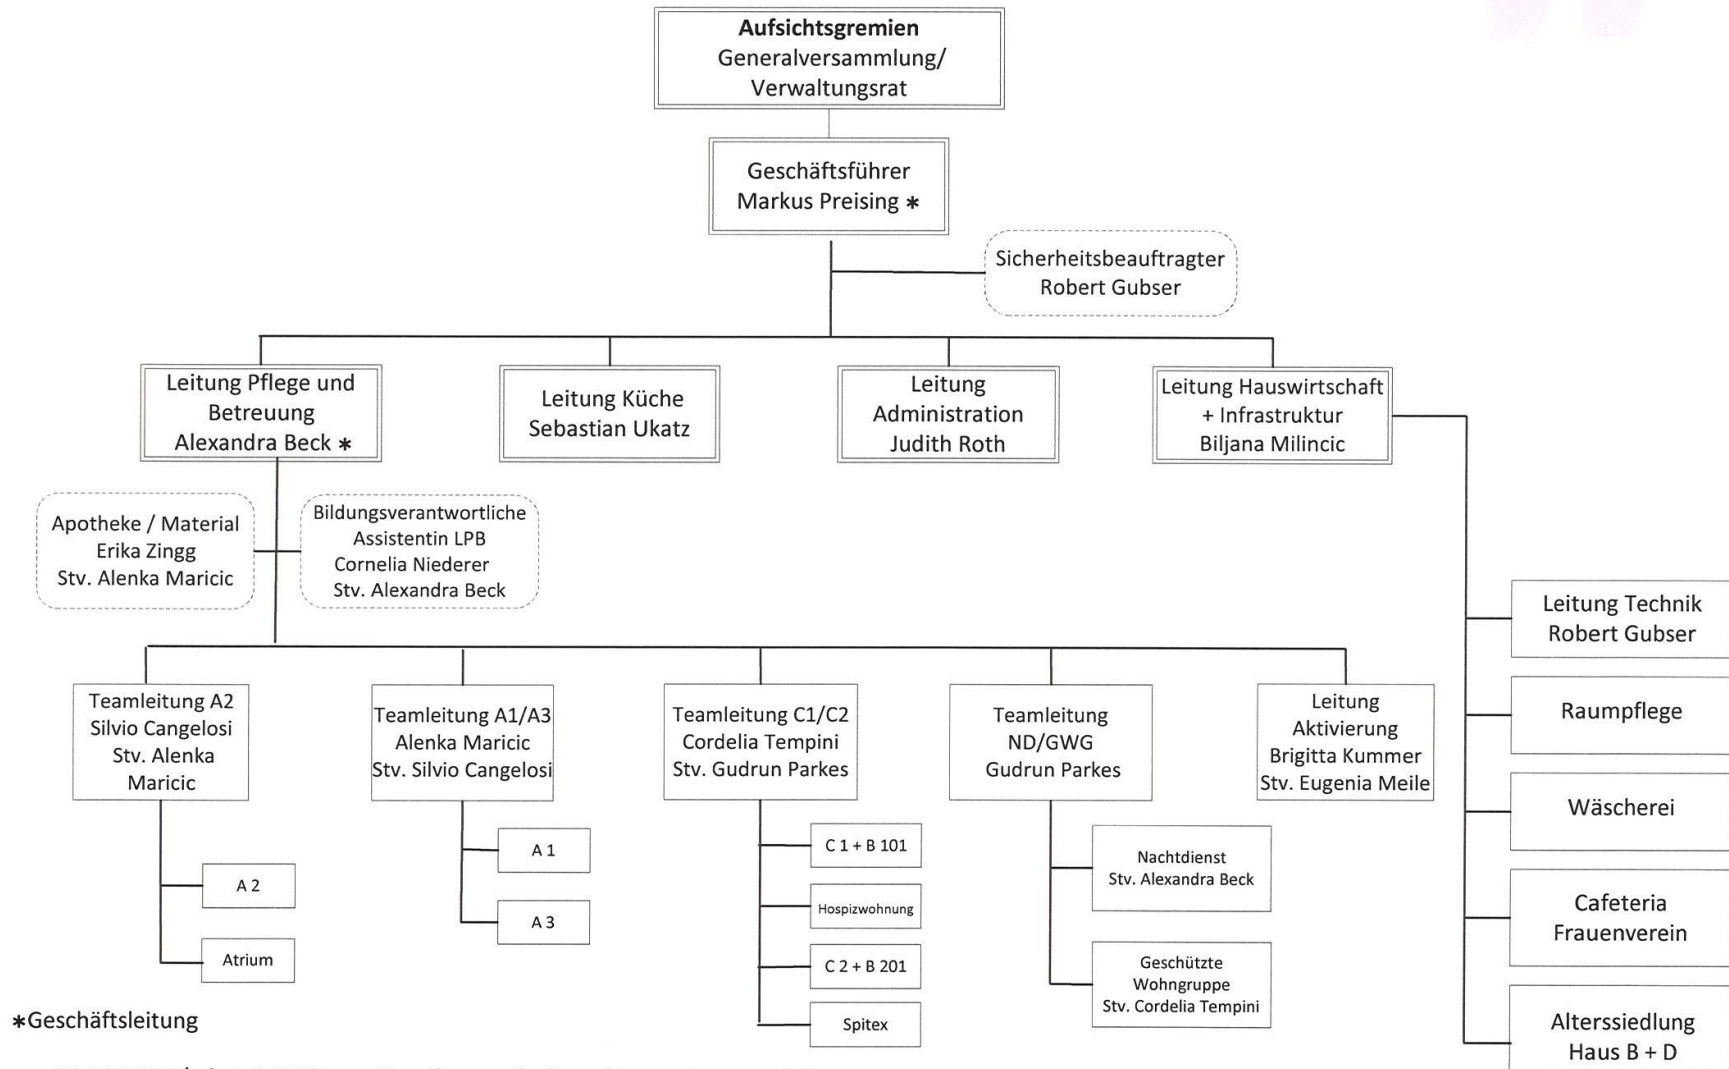 Aufsichtsgremien
Generalversammlung/
Verwaltungsrat
Geschäftsführer
Markus Preising *
Sicherheitsbeauftragter
Robert Gubser
Leitung Pflege und
Betreuung
Alexandra Beck *
Leitung Küche
Sebastian Ukatz
Leitung
Administration
Judith Roth
Leitung Hauswirtschaft
+ Infrastruktur
Biljana Milincic
Apotheke / Material
Erika Zingg
Stv. Alenka Maricic
Bildungsverantwortliche
Assistentin LPB
Cornelia Niederer
Stv. Alexandra Beck
Leitung Technik
Robert Gubser
Raumpflege
Wäscherei
Cafeteria
Frauenverein
Alterssiedlung
Haus B + D
Teamleitung A2
Silvio Cangelosi
Stv. Alenka
Maricic
Teamleitung A1/A3
Alenka Maricic
Stv. Silvio Cangelosi
Teamleitung C1/C2
Cordelia Tempini
Stv. Gudrun Parkes
Teamleitung
ND/GWG
Gudrun Parkes
Leitung
Aktivierung
Brigitta Kummer
Stv. Eugenia Meile
A 2
Atrium
A 1
A 3
C 1 + B 101
Hospizwohnung
C 2 + B 201
Spitex
Nachtdienst
Stv. Alexandra Beck
Geschützte
Wohngruppe
Stv. Cordelia Tempini
*Geschäftsleitung